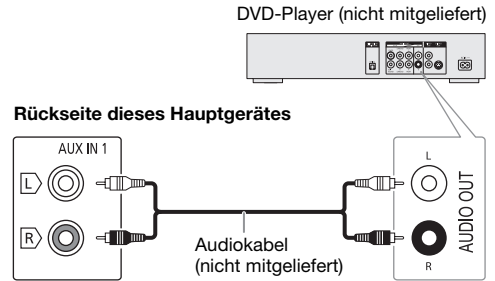 DVD-Player (nicht mitgeliefert)
Rückseite dieses Hauptgerätes
AUX IN 1
L
R
Audiokabel
(nicht mitgeliefert)
L
R
AUDIO OUT